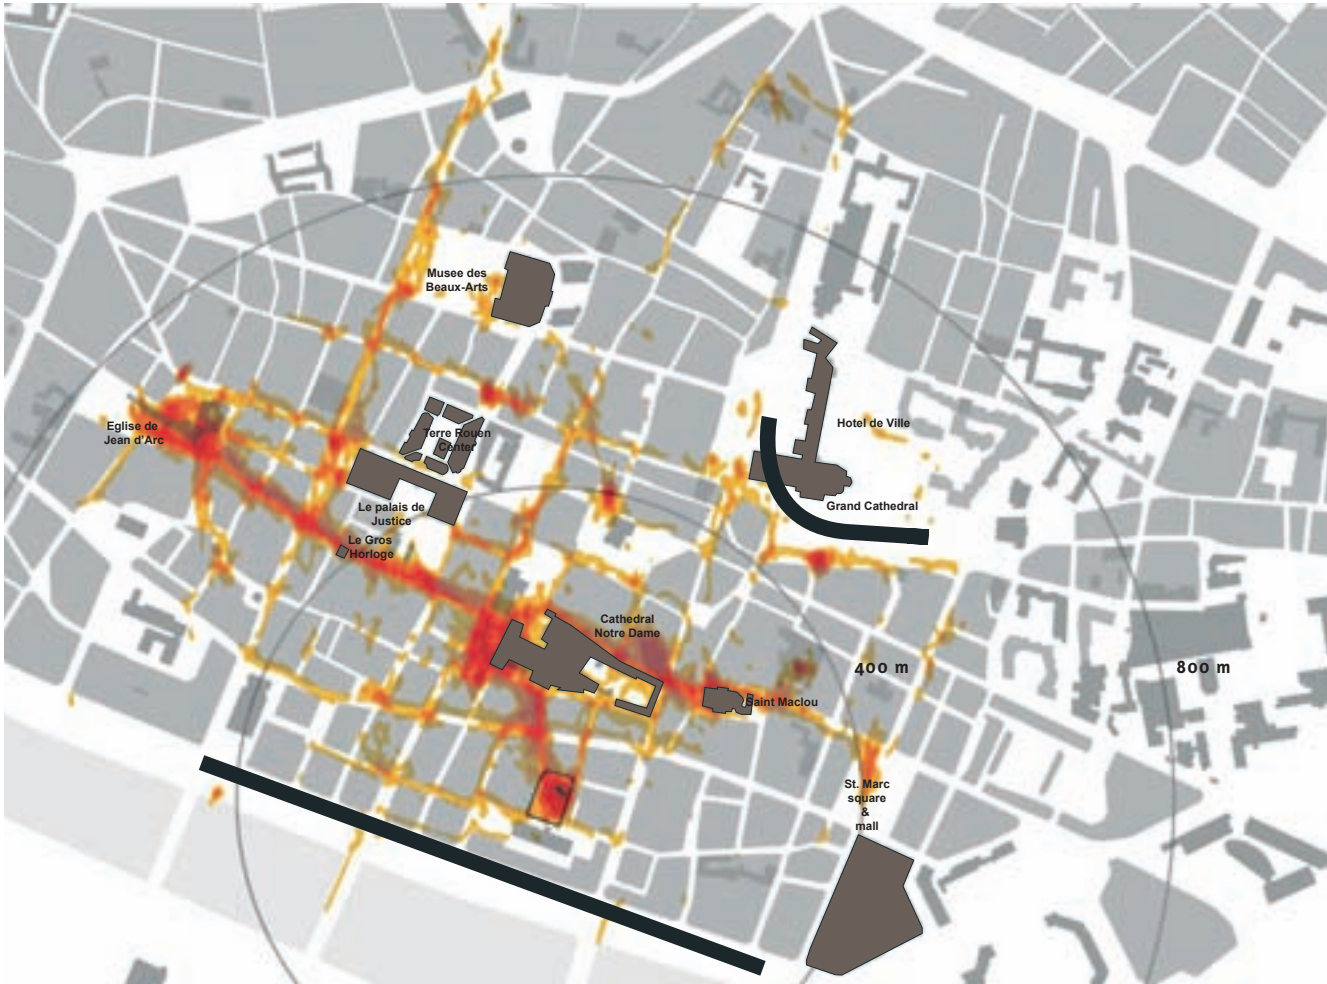 Musee des
Beaux-Arts
Eglise de
Jean d'Arc
Terre Rouen
Center
Hotel de Ville
Le palais de
Justice
Grand Cathedral
Le Gros
Horloge
Cathedral
Notre Dame
400 m
800 m
Saint Maclou
St. Marc
square
&
mall